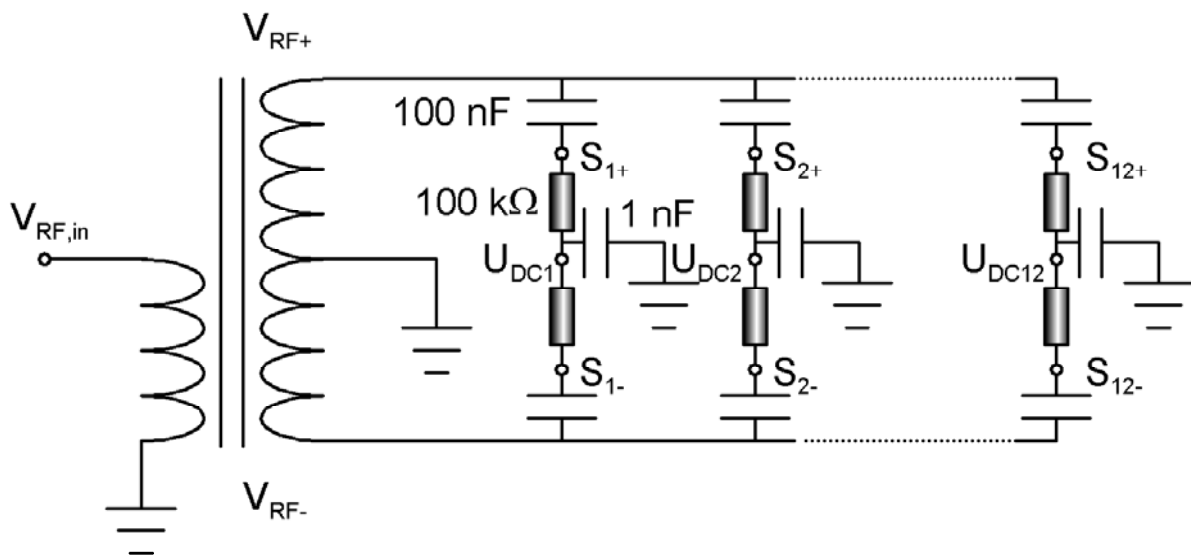 V_RF+
100 nF
S_1+
S_2+
S_12+
100 kΩ
1 nF
V_RF,in
U_DC1
U_DC2
U_DC12
S_1-
S_2-
S_12-
V_RF-